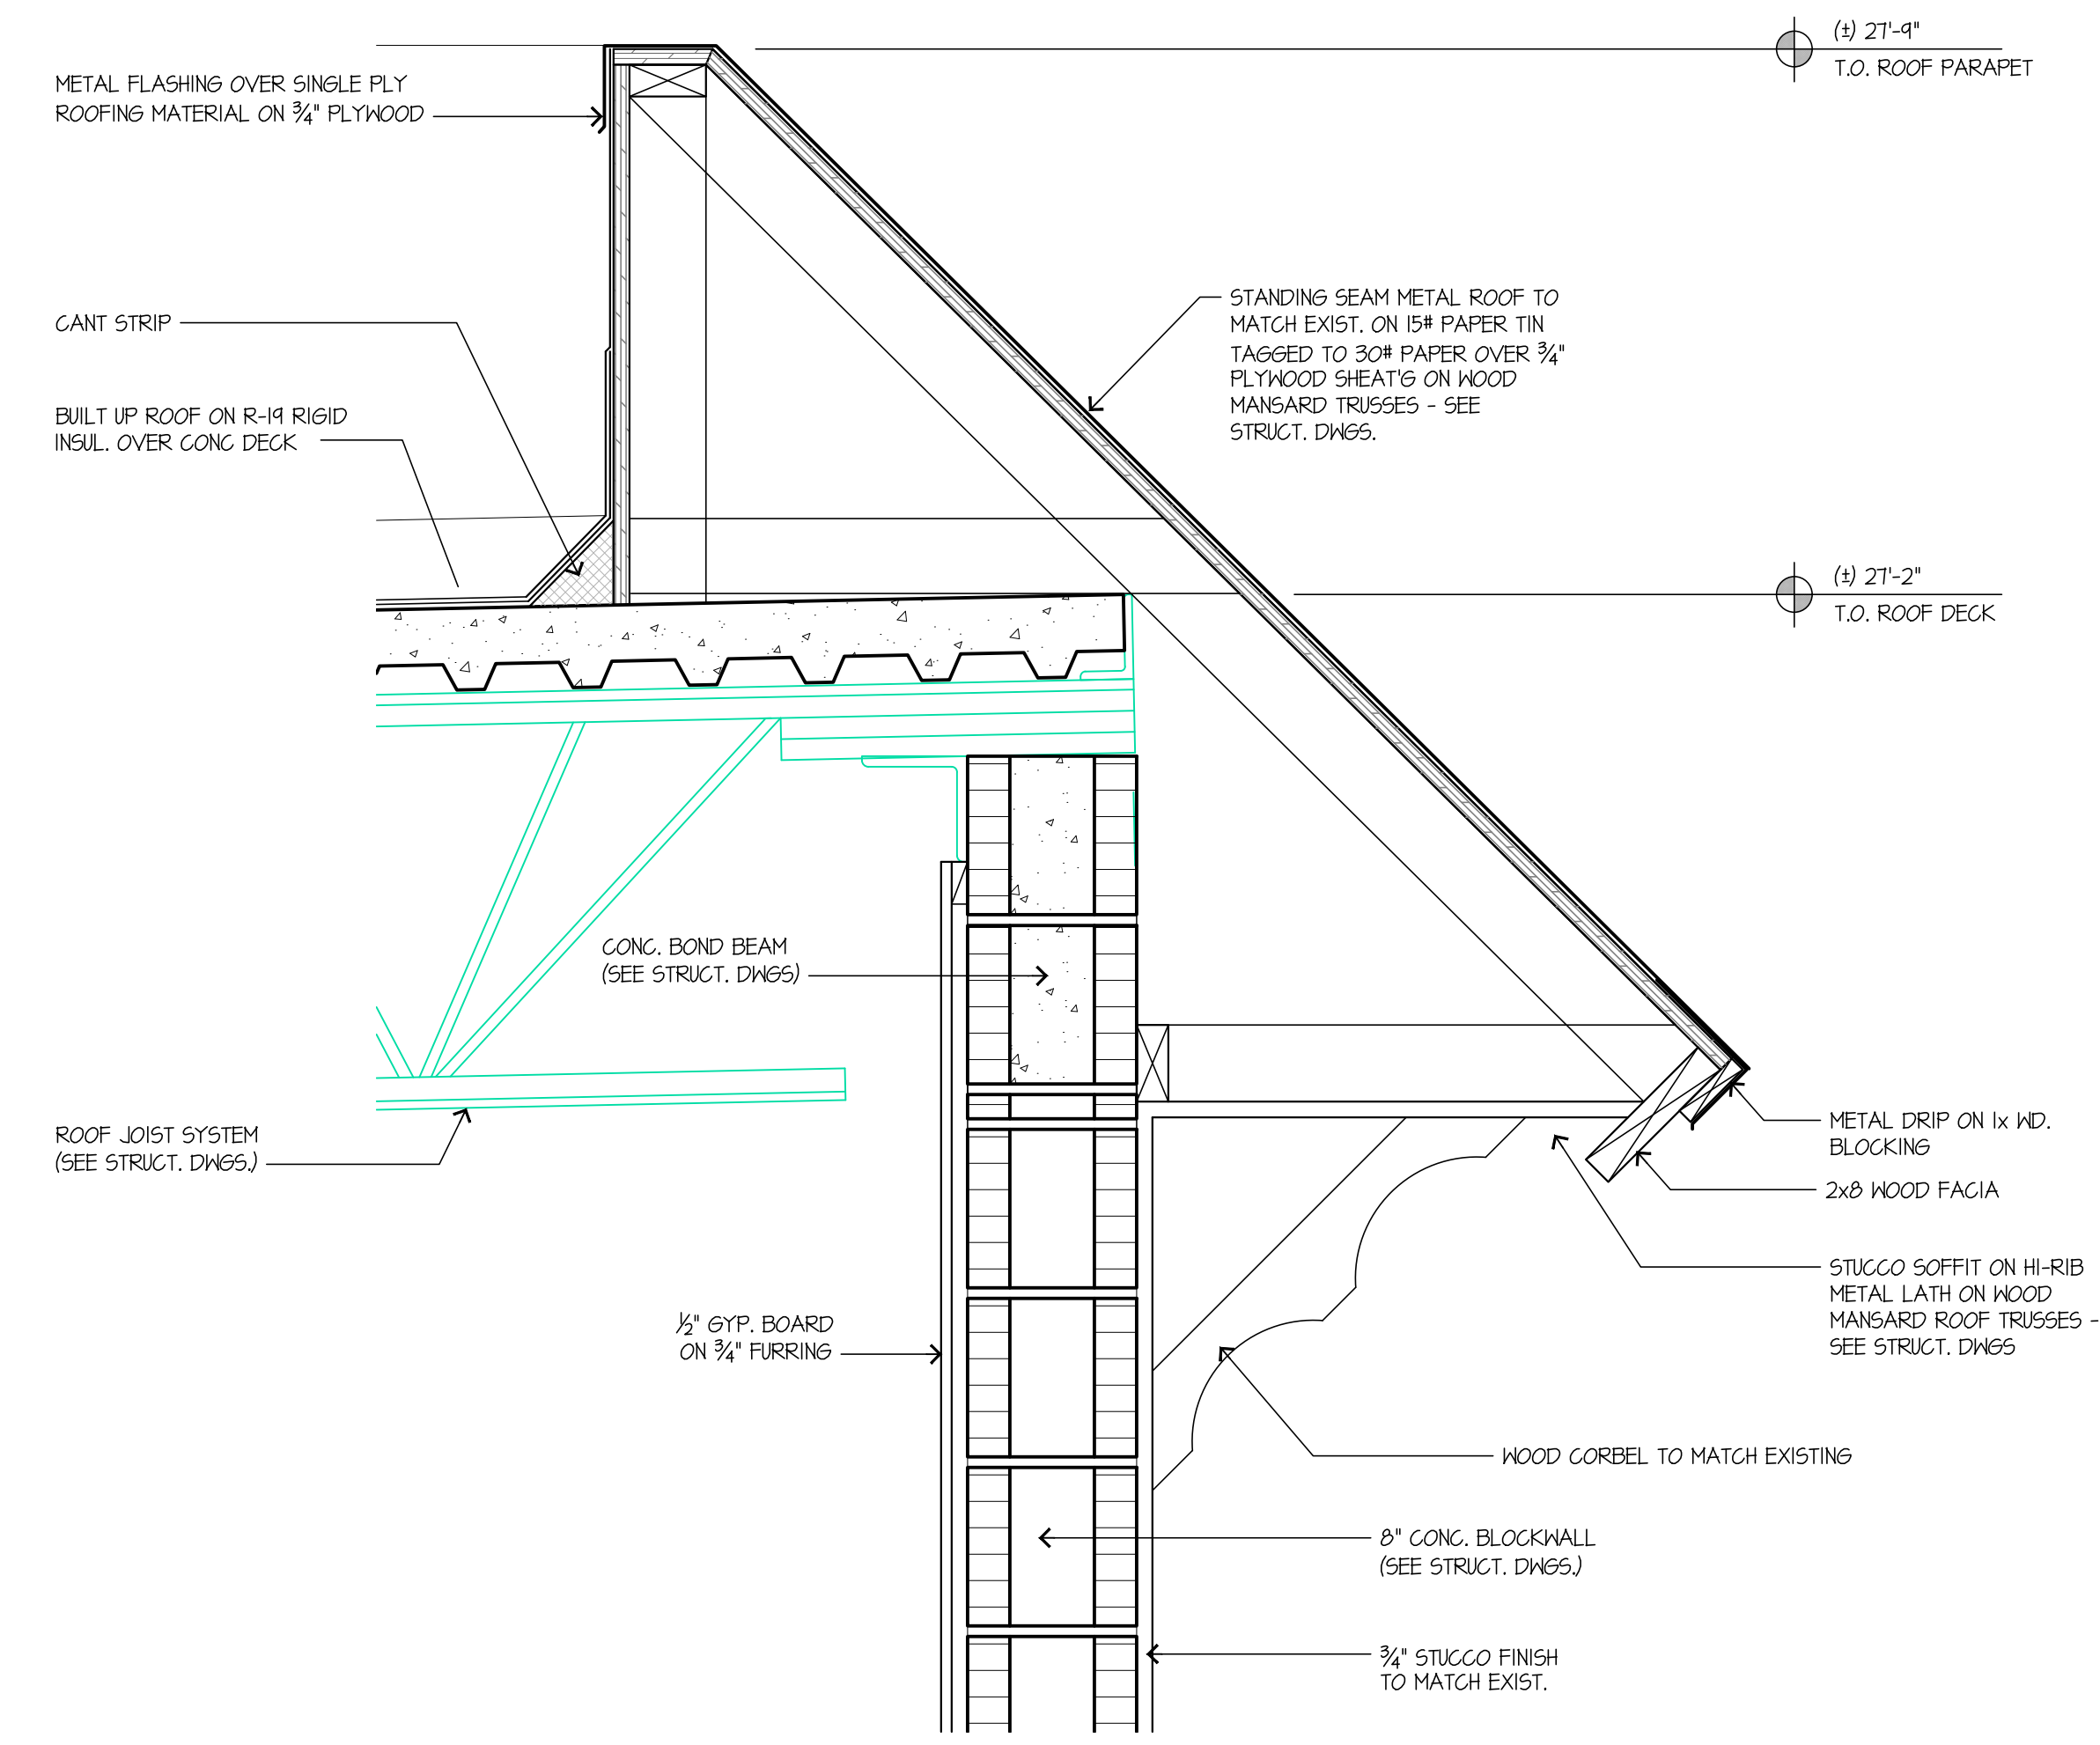 (±) 27'-9"
T.O. ROOF PARAPET
METAL FLASHING OVER SINGLE PLY
ROOFING MATERIAL ON ¾" PLYWOOD
STANDING SEAM METAL ROOF TO
MATCH EXIST. ON 15# PAPER TIN
TAGGED TO 30# PAPER OVER ¾"
PLYWOOD SHEAT'G ON WOOD
MANSARD TRUSSES - SEE
STRUCT. DWGS.
CANT STRIP
BUILT UP ROOF ON R-19 RIGID
INSUL. OVER CONC DECK
(±) 27'-2"
T.O. ROOF DECK
CONC. BOND BEAM
(SEE STRUCT. DWGS)
ROOF JOIST SYSTEM
(SEE STRUCT. DWGS.)
METAL DRIP ON 1x WD.
BLOCKING
2x8 WOOD FACIA
STUCCO SOFFIT ON HI-RIB
METAL LATH ON WOOD
MANSARD ROOF TRUSSES -
SEE STRUCT. DWGS
½" GYP. BOARD
ON ¾" FURRING
WOOD CORBEL TO MATCH EXISTING
8" CONC. BLOCKWALL
(SEE STRUCT. DWGS.)
¾" STUCCO FINISH
TO MATCH EXIST.